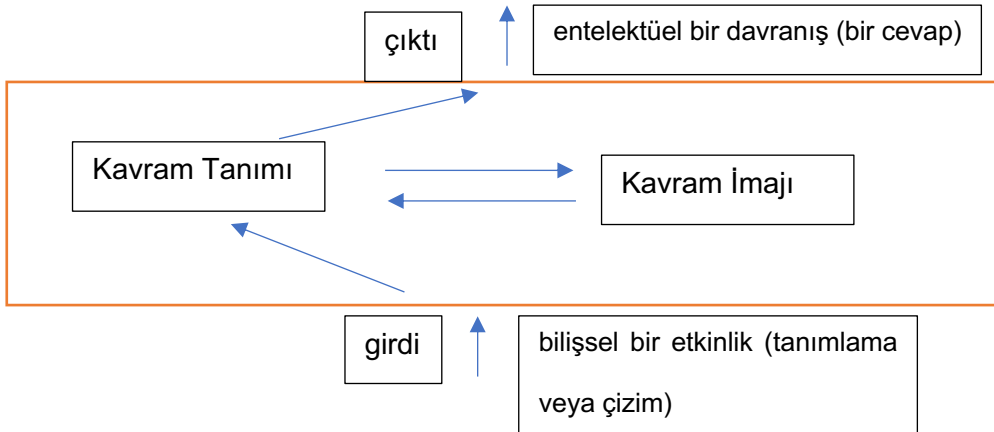 çıktı
entelektüel bir davranış (bir cevap)
Kavram Tanımı
Kavram İmajı
girdi
bilişsel bir etkinlik (tanımlama
veya çizim)